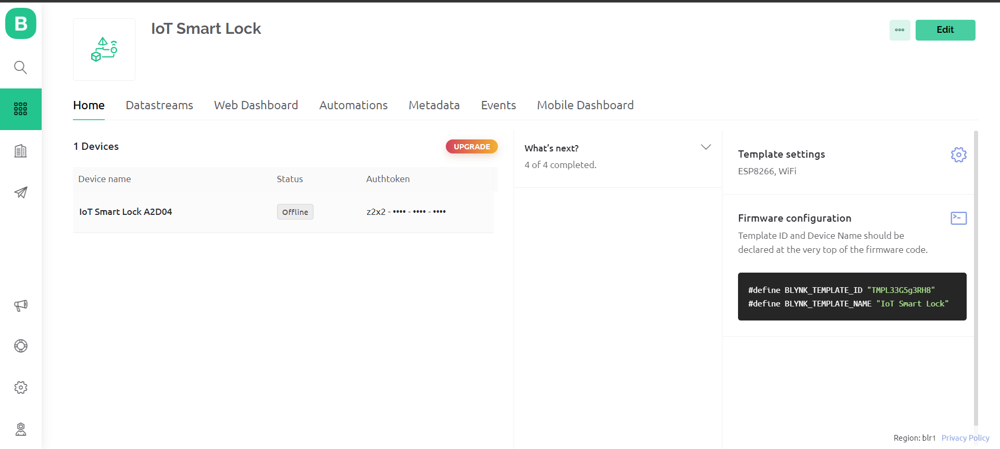 B
IoT Smart Lock
Edit
Home Datastreams Web Dashboard Automations Metadata Events Mobile Dashboard
1 Devices
UPGRADE
Device name Status Authtoken
IoT Smart Lock A2D04 Offline z2x2 - •••• - •••• - ••••
What's next?
4 of 4 completed.
Template settings
ESP8266, WiFi
Firmware configuration
Template ID and Device Name should be
declared at the very top of the firmware code.
#define BLYNK_TEMPLATE_ID "TMPL33G5g3RH8"
#define BLYNK_TEMPLATE_NAME "IoT Smart Lock"
Region: blr1 Privacy Policy